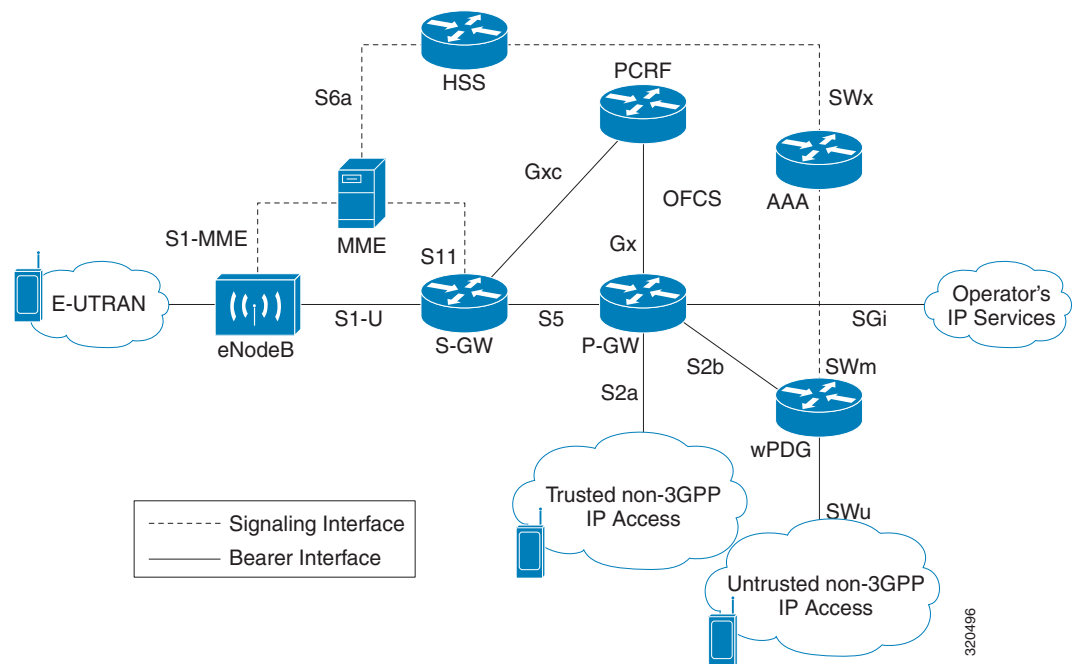 HSS
PCRF
S6a
SWx
Gxc
OFCS
AAA
S1-MME
MME
S11
Gx
E-UTRAN
eNodeB
S1-U
S-GW
S5
P-GW
SGi
Operator's
IP Services
S2b
SWm
S2a
wPDG
Trusted non-3GPP
IP Access
SWu
Signaling Interface
Bearer Interface
Untrusted non-3GPP
IP Access
320496